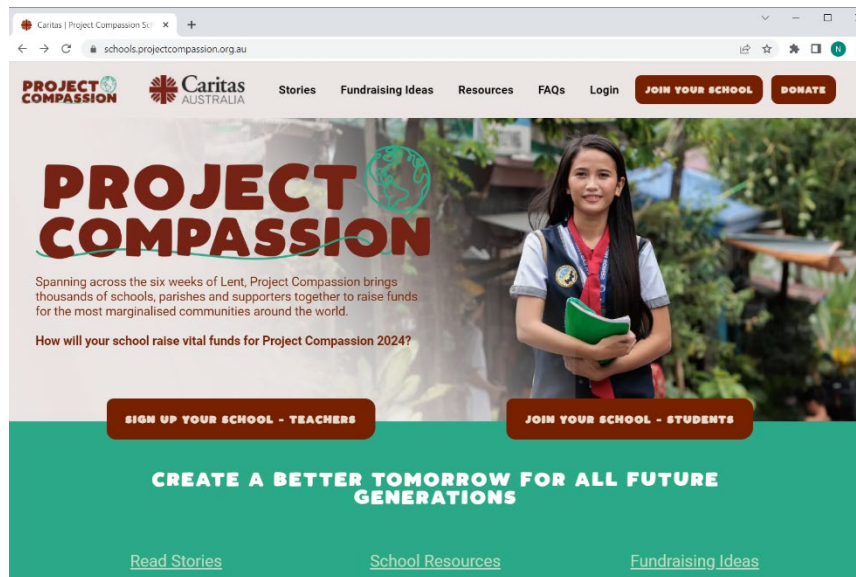 Caritas | Project Compassion Sch
schools.projectcompassion.org.au
N
PROJECT
COMPASSION
Caritas
AUSTRALIA
Stories
Fundraising Ideas
Resources
FAQs
Login
JOIN YOUR SCHOOL
DONATE
PROJECT
COMPASSION
Spanning across the six weeks of Lent, Project Compassion brings
thousands of schools, parishes and supporters together to raise funds
for the most marginalised communities around the world.
How will your school raise vital funds for Project Compassion 2024?
SIGN UP YOUR SCHOOL - TEACHERS
JOIN YOUR SCHOOL - STUDENTS
CREATE A BETTER TOMORROW FOR ALL FUTURE
GENERATIONS
Read Stories
School Resources
Fundraising Ideas